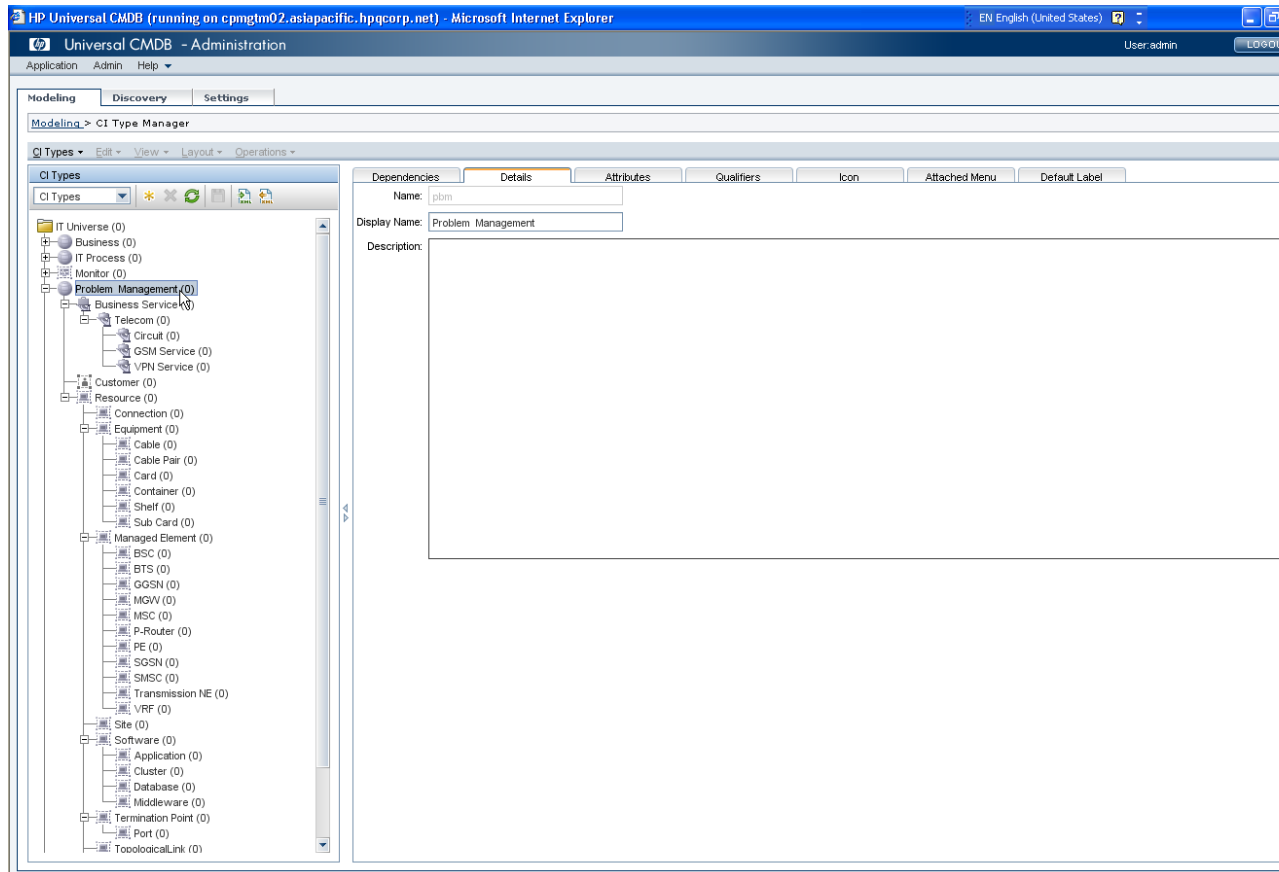 HP Universal CMDB (running on cpmgtm02.asiapacific.hpqcorp.net) - Microsoft Internet Explorer
EN English (United States)
Universal CMDB - Administration
User:admin
Application Admin Help
Modeling Discovery Settings
Modeling > CI Type Manager
CI Types Edit View Layout Operations
CI Types
CI Types
IT Universe (0)
Business (0)
IT Process (0)
Monitor (0)
Problem Management (0)
Business Service
Telecom (0)
Circuit (0)
GSM Service (0)
VPN Service (0)
Customer (0)
Resource (0)
Connection (0)
Equipment (0)
Cable (0)
Cable Pair (0)
Card (0)
Container (0)
Shelf (0)
Sub Card (0)
Managed Element (0)
BSC (0)
BTS (0)
GGSN (0)
MGW (0)
MSC (0)
P-Router (0)
PE (0)
SGSN (0)
SMSC (0)
Transmission NE (0)
VRF (0)
Site (0)
Software (0)
Application (0)
Cluster (0)
Database (0)
Middleware (0)
Termination Point (0)
Port (0)
TopologicalLink (0)
Dependencies Details Attributes Qualifiers Icon Attached Menu Default Label
Name: pbm
Display Name: Problem Management
Description: